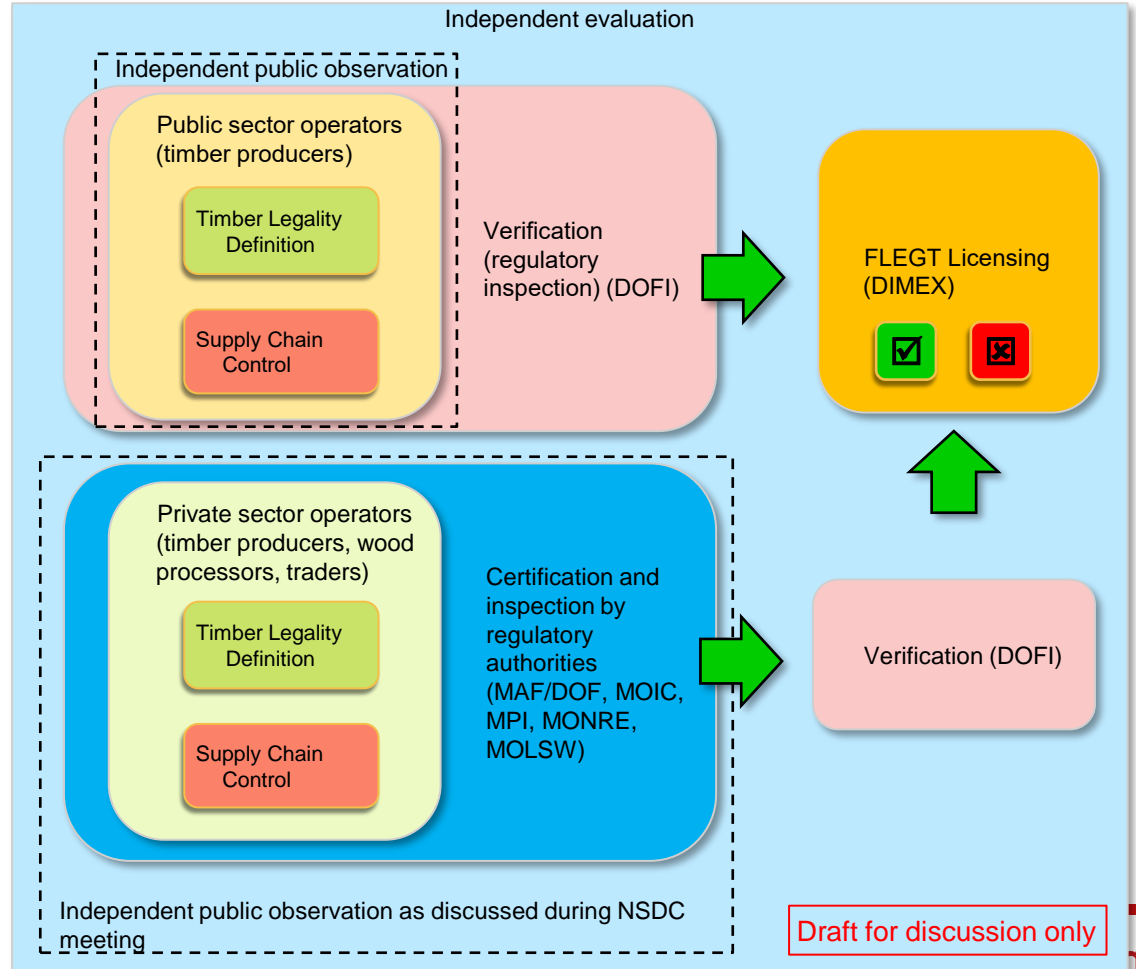 Independent evaluation
Independent public observation
Public sector operators
(timber producers)
Timber Legality
Definition
Supply Chain
Control
Verification
(regulatory
inspection) (DOFI)
FLEGT Licensing
(DIMEX)
Private sector operators
(timber producers, wood
processors, traders)
Timber Legality
Definition
Supply Chain
Control
Certification and
inspection by
regulatory
authorities
(MAF/DOF, MOIC,
MPI, MONRE,
MOLSW)
Verification (DOFI)
Independent public observation as discussed during NSDC
meeting
Draft for discussion only